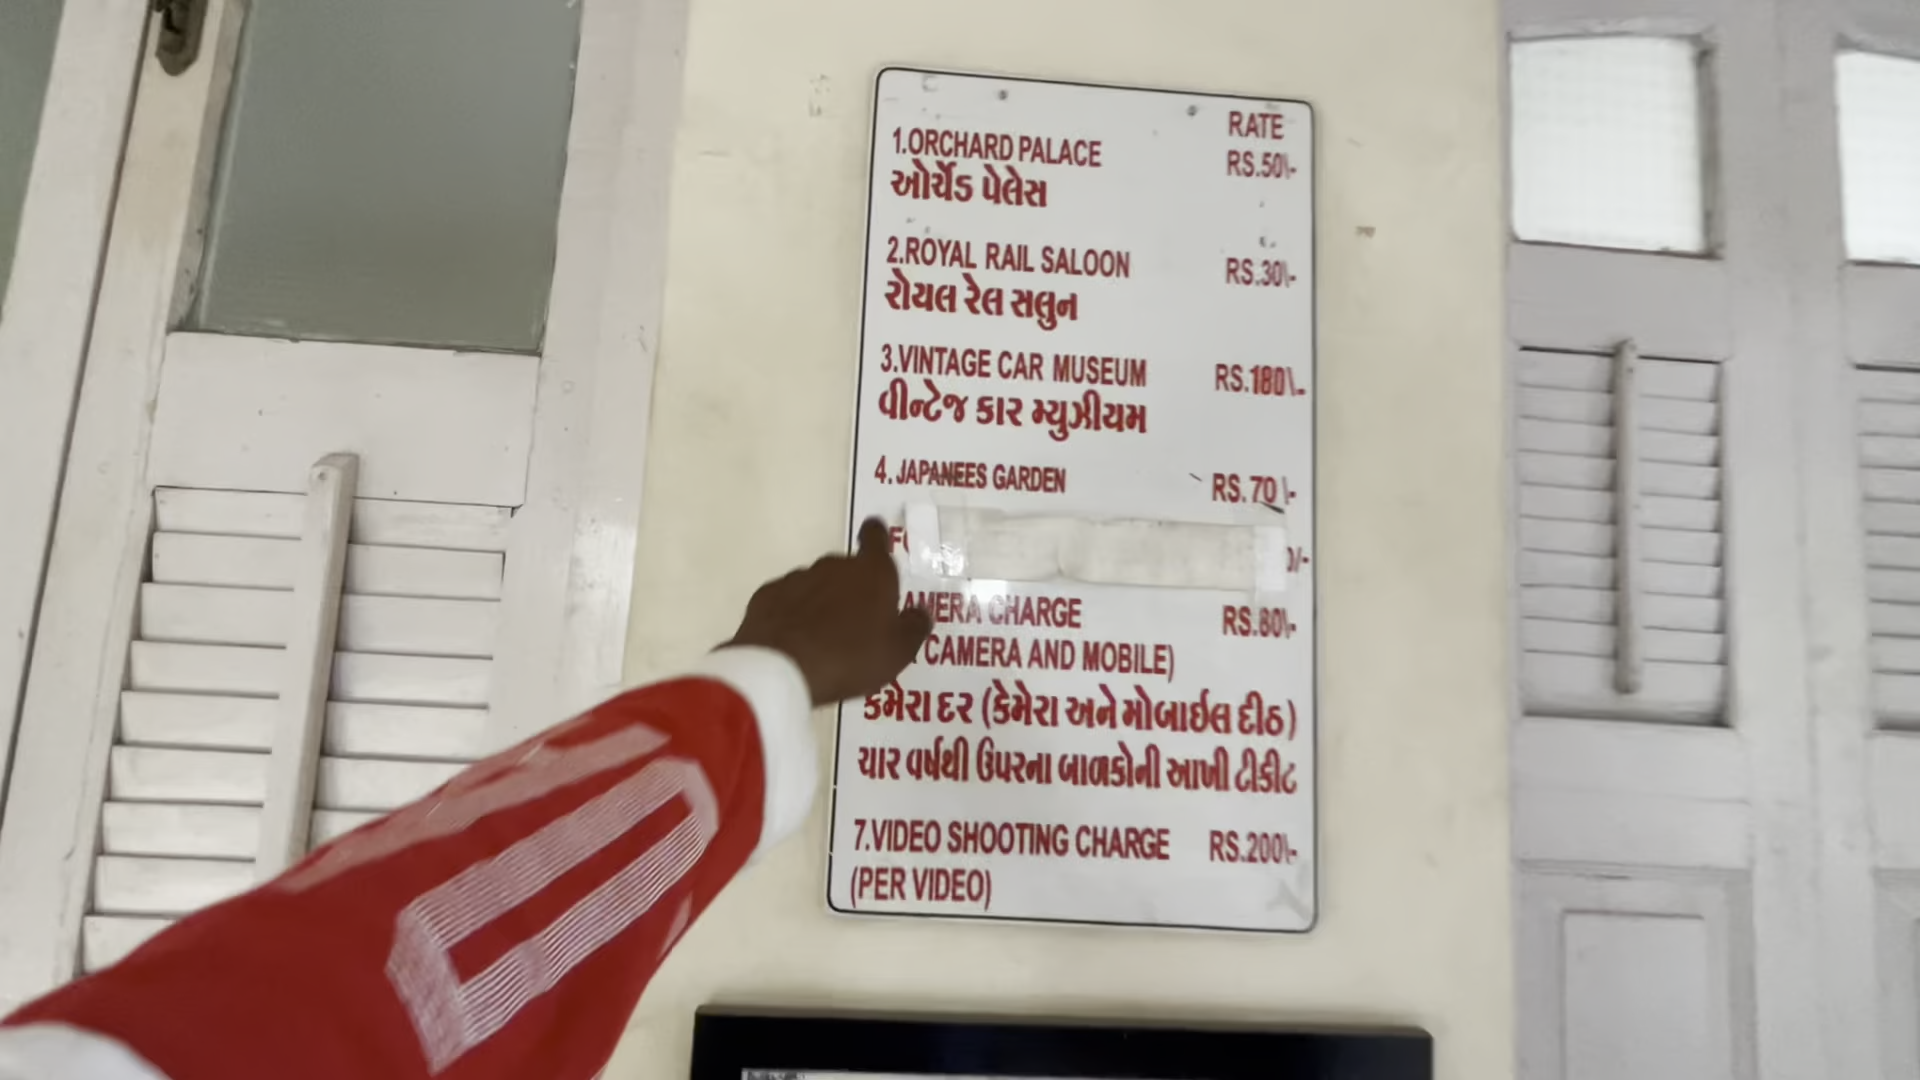 RATE
1.ORCHARD PALACE RS.50\-
ઓર્ચેડ પેલેસ
2.ROYAL RAIL SALOON RS.30\-
રોયલ રેલ સલુન
3.VINTAGE CAR MUSEUM RS.180\-
વીન્ટેજ કાર મ્યુઝીયમ
4. JAPANEES GARDEN RS.70\-
CHARGE RS.80\-
CAMERA AND MOBILE)
કેમેરા દર (કેમેરા અને મોબાઈલ દીઠ)
ચાર વર્ષથી ઉપરના બાળકોની આખી ટીકીટ
7.VIDEO SHOOTING CHARGE RS.200\-
(PER VIDEO)